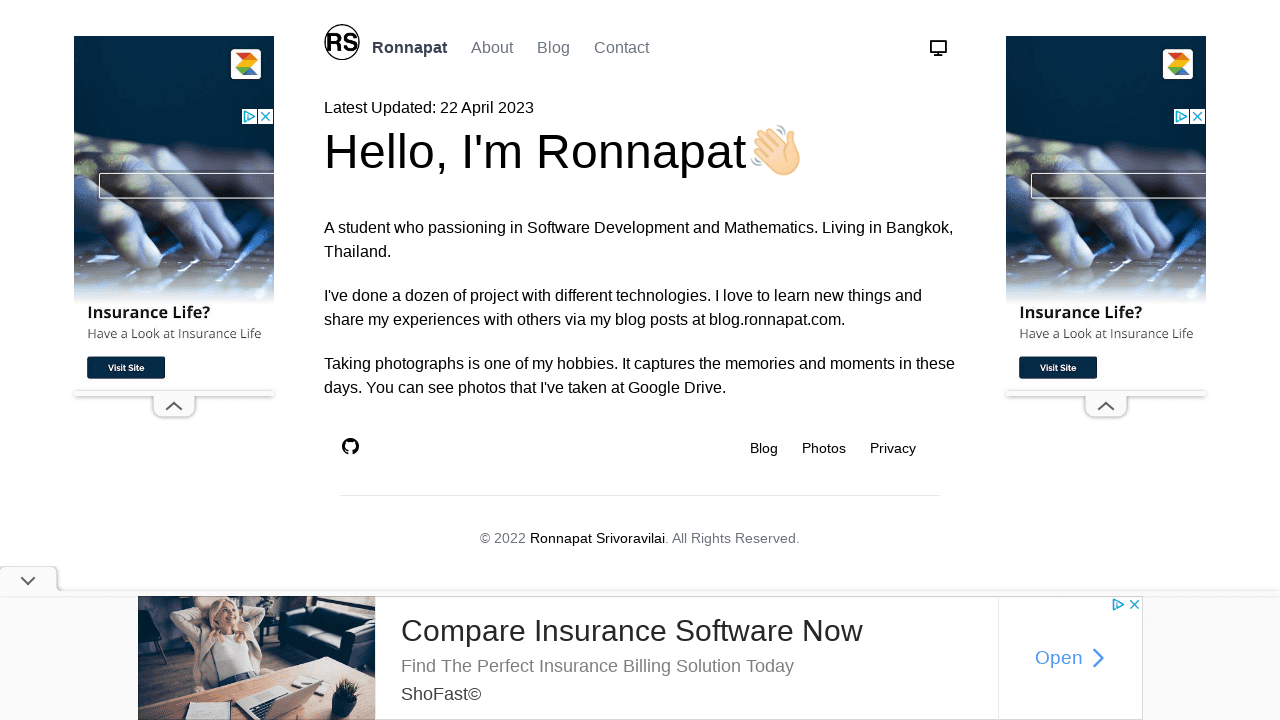 RS
Ronnapat About Blog Contact
Latest Updated: 22 April 2023
Hello, I'm Ronnapat👋🏻
A student who passioning in Software Development and Mathematics. Living in Bangkok,
Thailand.
I've done a dozen of project with different technologies. I love to learn new things and
share my experiences with others via my blog posts at blog.ronnapat.com.
Taking photographs is one of my hobbies. It captures the memories and moments in these
days. You can see photos that I've taken at Google Drive.
Blog Photos Privacy
© 2022 Ronnapat Srivoravilai. All Rights Reserved.
Insurance Life?
Have a Look at Insurance Life
Visit Site
Insurance Life?
Have a Look at Insurance Life
Visit Site
Compare Insurance Software Now
Find The Perfect Insurance Billing Solution Today
ShoFast©
Open